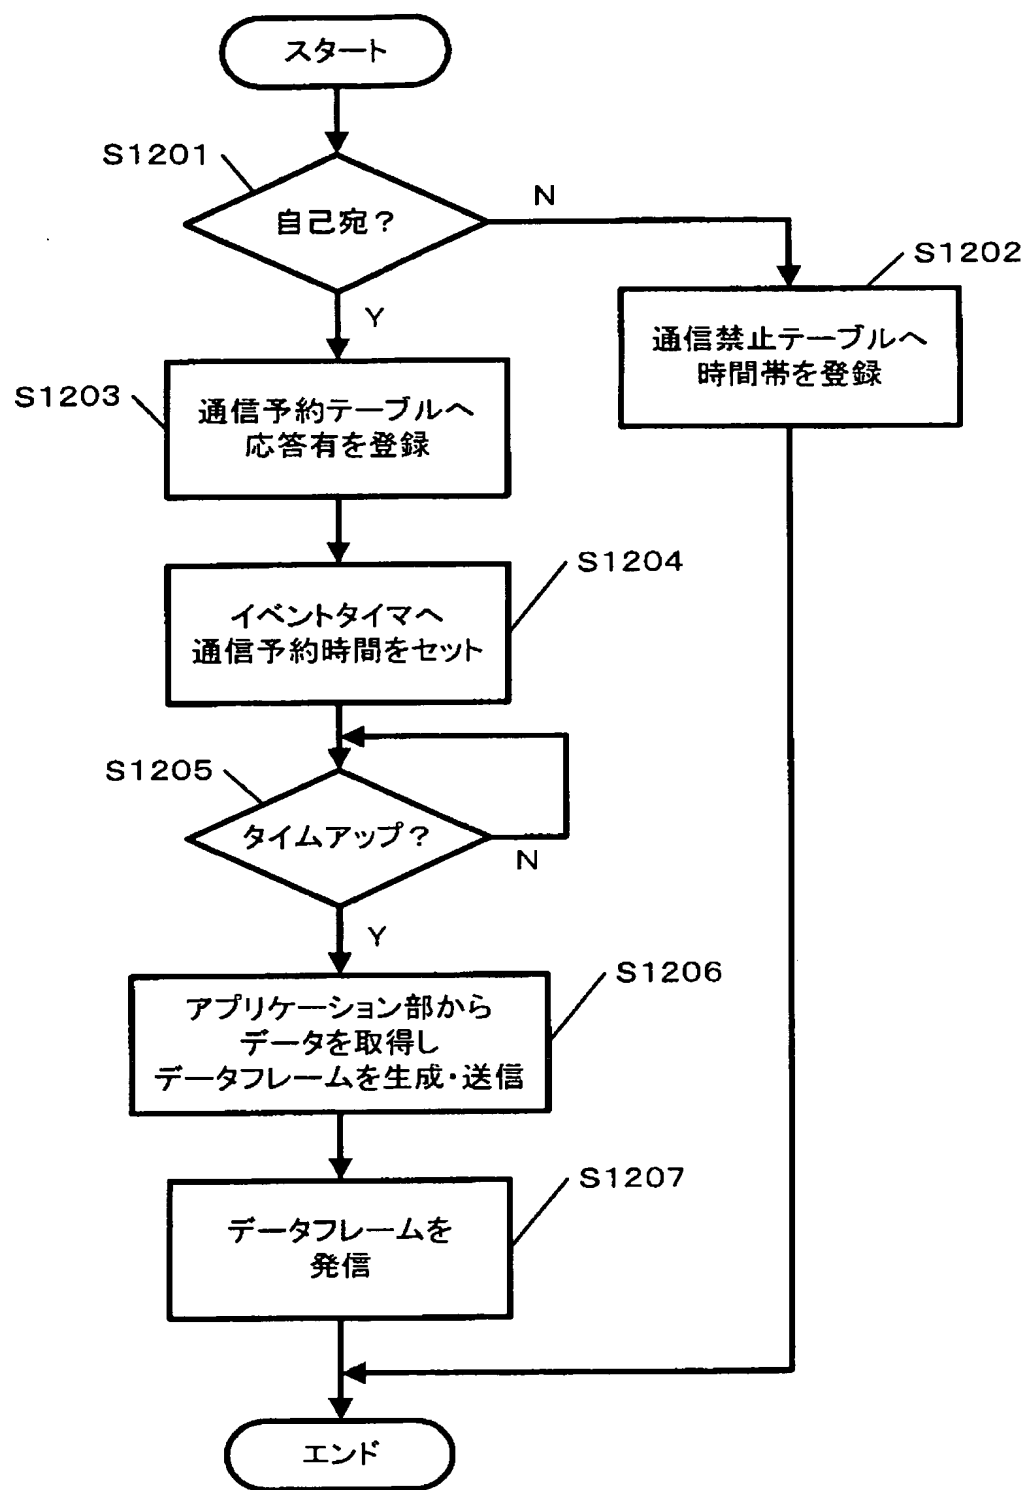 スタート
S1201
自己宛？
N
S1202
通信禁止テーブルへ
時間帯を登録
Y
S1203
通信予約テーブルへ
応答有を登録
S1204
イベントタイマへ
通信予約時間をセット
S1205
タイムアップ？
N
Y
S1206
アプリケーション部から
データを取得し
データフレームを生成・送信
S1207
データフレームを
発信
エンド